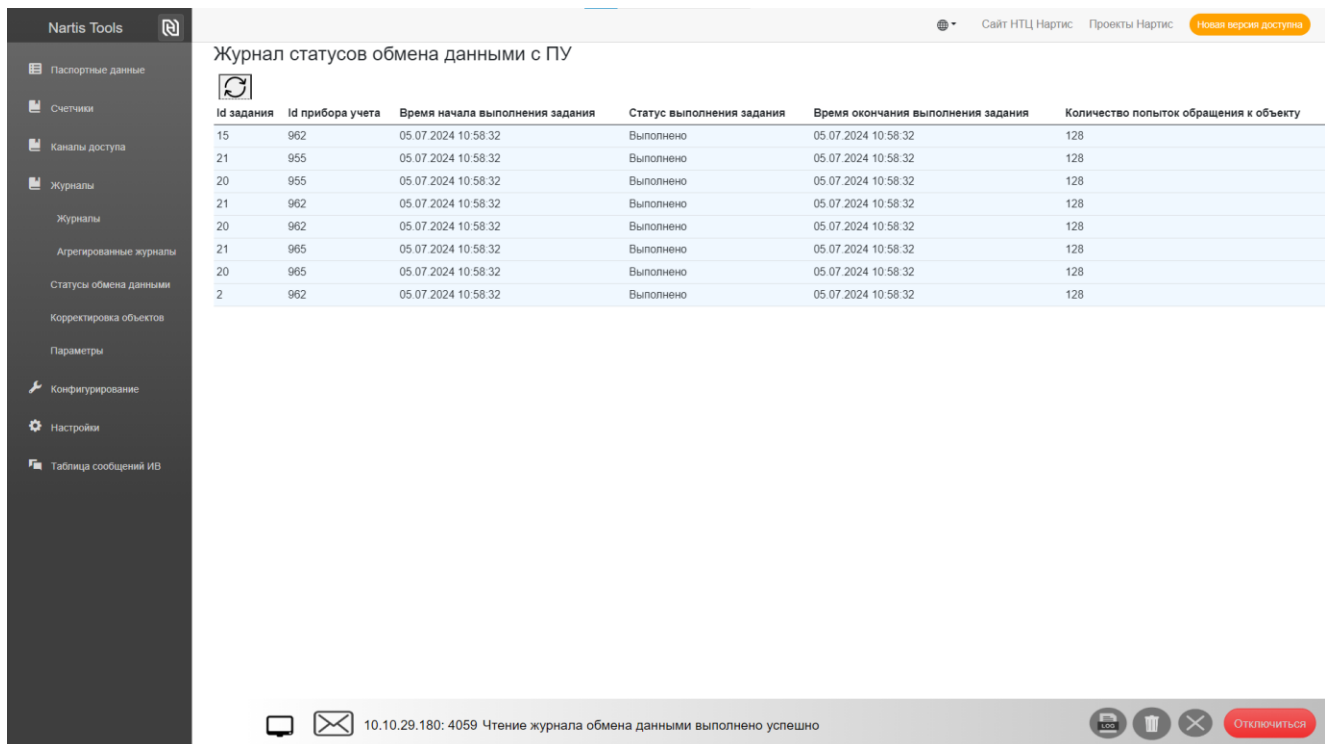 Nartis Tools
Сайт НТЦ Нартис Проекты Нартис Новая версия доступна
Паспортные данные
Счетчики
Каналы доступа
Журналы
Журналы
Агрегированные журналы
Статусы обмена данными
Корректировка объектов
Параметры
Конфигурирование
Настройки
Таблица сообщений ИВ
Журнал статусов обмена данными с ПУ
Id задания Id прибора учета Время начала выполнения задания Статус выполнения задания Время окончания выполнения задания Количество попыток обращения к объекту
15 962 05.07.2024 10:58:32 Выполнено 05.07.2024 10:58:32 128
21 955 05.07.2024 10:58:32 Выполнено 05.07.2024 10:58:32 128
20 955 05.07.2024 10:58:32 Выполнено 05.07.2024 10:58:32 128
21 962 05.07.2024 10:58:32 Выполнено 05.07.2024 10:58:32 128
20 962 05.07.2024 10:58:32 Выполнено 05.07.2024 10:58:32 128
21 965 05.07.2024 10:58:32 Выполнено 05.07.2024 10:58:32 128
20 965 05.07.2024 10:58:32 Выполнено 05.07.2024 10:58:32 128
2 962 05.07.2024 10:58:32 Выполнено 05.07.2024 10:58:32 128
10.10.29.180: 4059 Чтение журнала обмена данными выполнено успешно LOG Отключиться